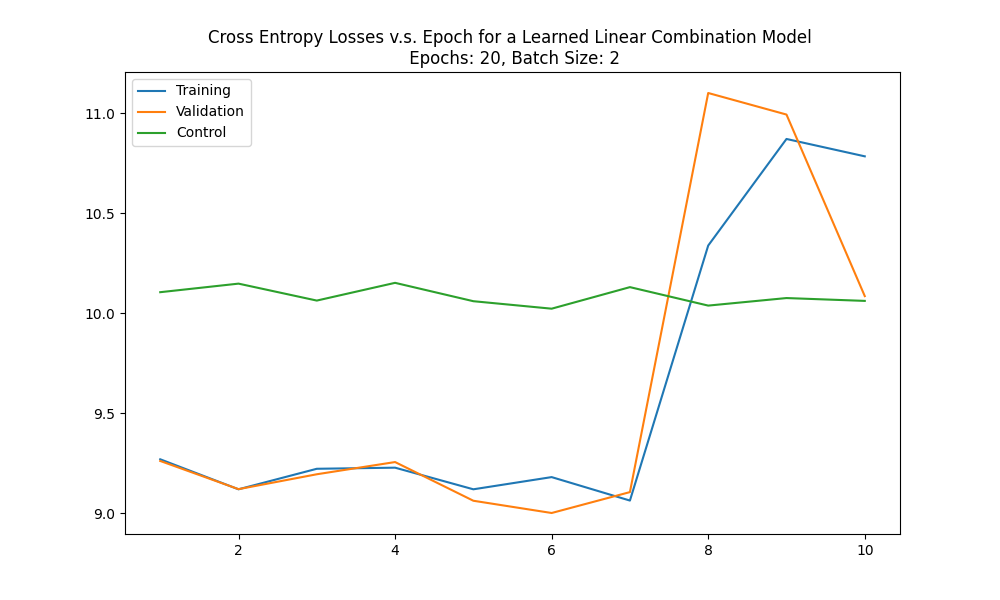 Cross Entropy Losses v.s. Epoch for a Learned Linear Combination Model
Epochs: 20, Batch Size: 2
Training
Validation
Control
11.0
10.5
10.0
9.5
9.0
2 4 6 8 10